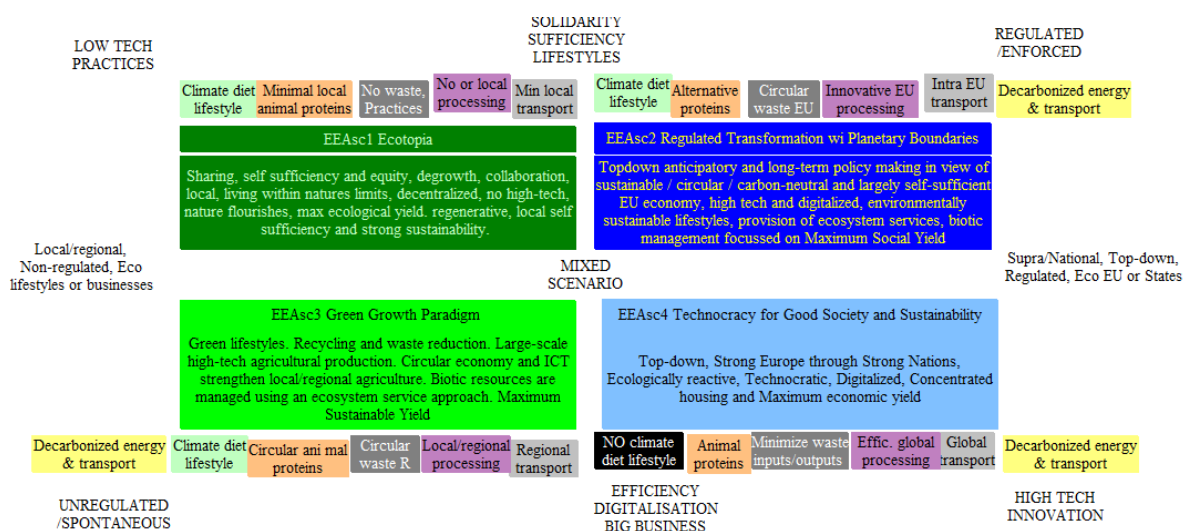 SOLIDARITY
SUFFICIENCY
LIFESTYLES
LOW TECH
PRACTICES
REGULATED
/ENFORCED
Climate diet
lifestyle
Minimal local
animal proteins
No waste,
Practices
No or local
processing
Min local
transport
Climate diet
lifestyle
Alternative
proteins
Circular
waste EU
Innovative EU
processing
Intra EU
transport
Decarbonized energy
& transport
EEAsc1 Ecotopia
Sharing, self sufficiency and equity, degrowth, collaboration,
local, living within natures limits, decentralized, no high-tech,
nature flourishes, max ecological yield. regenerative, local self
sufficiency and strong sustainability.
EEAsc2 Regulated Transformation wi Planetary Boundaries
Topdown anticipatory and long-term policy making in view of
sustainable / circular / carbon-neutral and largely self-sufficient
EU economy, high tech and digitalized, environmentally
sustainable lifestyles, provision of ecosystem services, biotic
management focussed on Maximum Social Yield
Local/regional,
Non-regulated, Eco
lifestyles or businesses
MIXED
SCENARIO
Supra/National, Top-down,
Regulated, Eco EU or States
EEAsc3 Green Growth Paradigm
Green lifestyles. Recycling and waste reduction. Large-scale
high-tech agricultural production. Circular economy and ICT
strengthen local/regional agriculture. Biotic resources are
managed using an ecosystem service approach. Maximum
Sustainable Yield
EEAsc4 Technocracy for Good Society and Sustainability
Top-down, Strong Europe through Strong Nations,
Ecologically reactive, Technocratic, Digitalized, Concentrated
housing and Maximum economic yield
Decarbonized energy
& transport
Climate diet
lifestyle
Circular ani mal
proteins
Circular
waste R
Local/regional
processing
Regional
transport
NO climate
diet lifestyle
Animal
proteins
Minimize waste
inputs/outputs
Effic. global
processing
Global
transport
Decarbonized energy
& transport
UNREGULATED
/SPONTANEOUS
EFFICIENCY
DIGITALISATION
BIG BUSINESS
HIGH TECH
INNOVATION